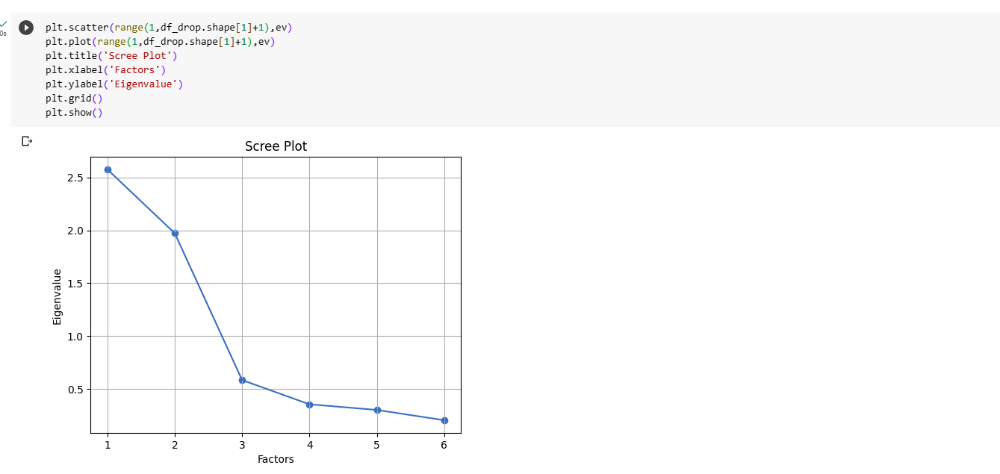 plt.scatter(range(1,df_drop.shape[1]+1),ev)
0s
plt.plot(range(1,df_drop.shape[1]+1),ev)
plt.title('Scree Plot')
plt.xlabel('Factors')
plt.ylabel('Eigenvalue')
plt.grid()
plt.show()
Scree Plot
2.5
2.0
1.5
1.0
0.5
Eigenvalue
1 2 3 4 5 6
Factors